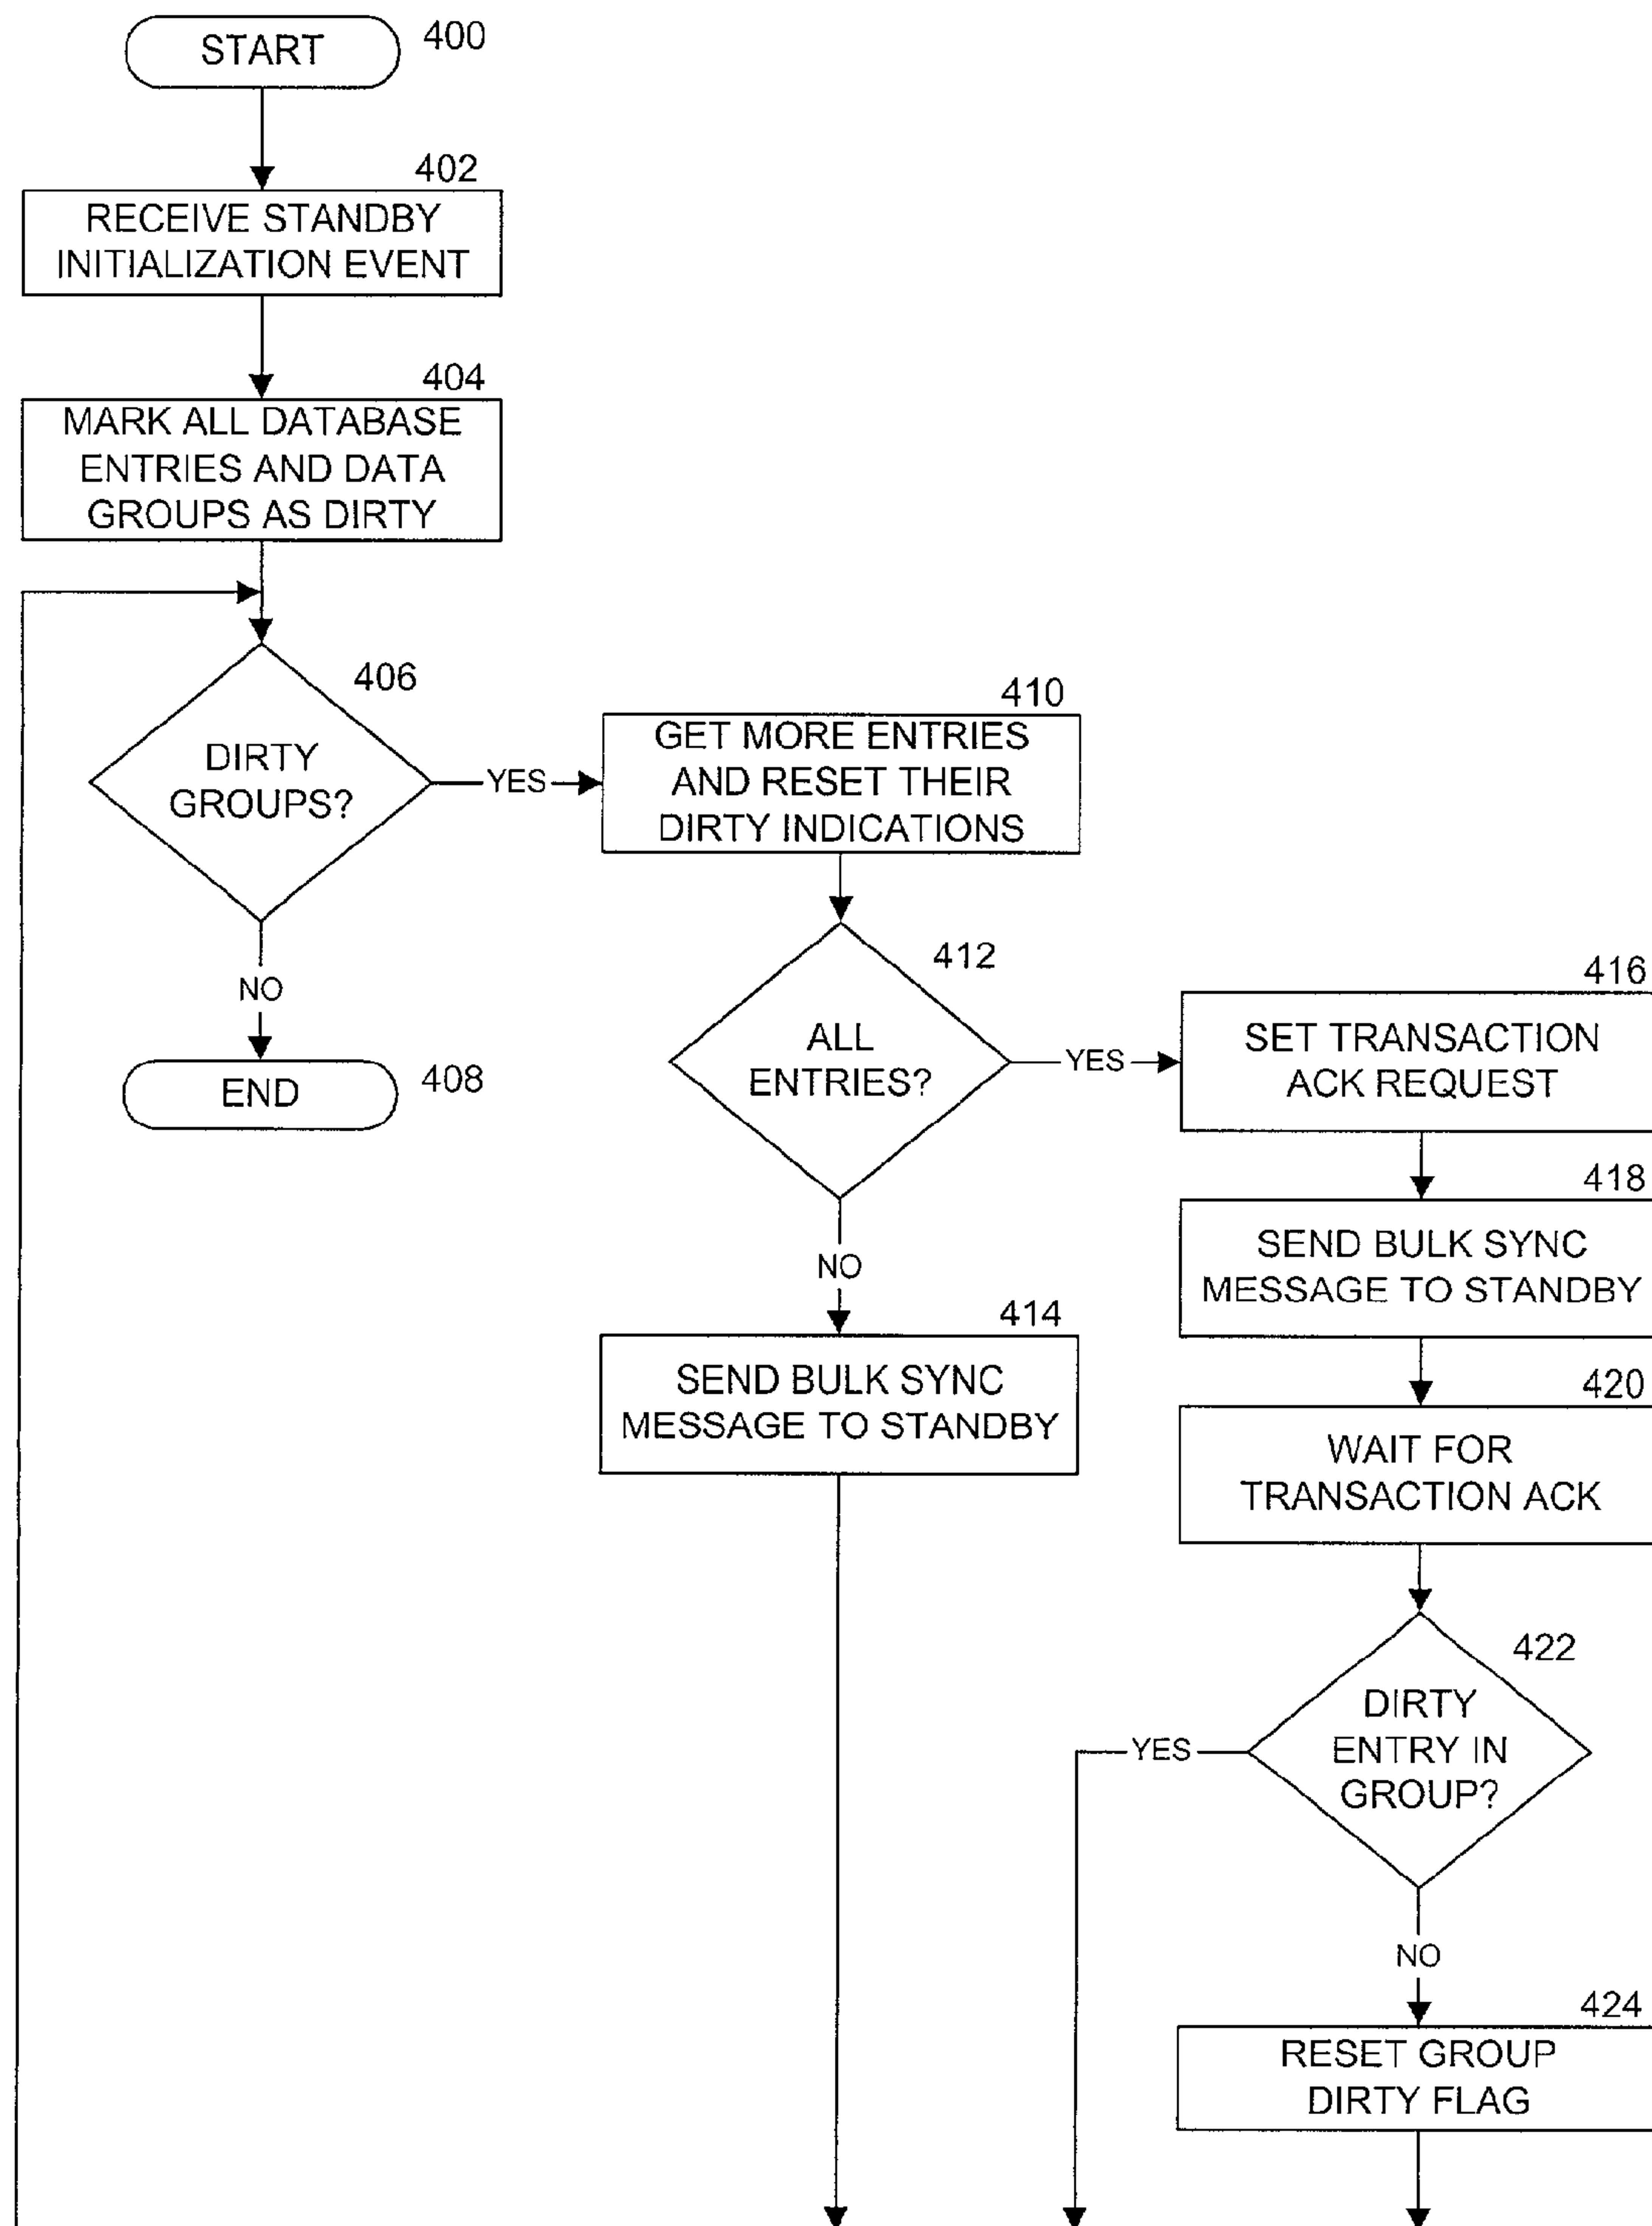 START
400
402
RECEIVE STANDBY
INITIALIZATION EVENT
404
MARK ALL DATABASE
ENTRIES AND DATA
GROUPS AS DIRTY
406
DIRTY
GROUPS?
YES
NO
END
408
410
GET MORE ENTRIES
AND RESET THEIR
DIRTY INDICATIONS
412
ALL
ENTRIES?
YES
NO
414
SEND BULK SYNC
MESSAGE TO STANDBY
416
SET TRANSACTION
ACK REQUEST
418
SEND BULK SYNC
MESSAGE TO STANDBY
420
WAIT FOR
TRANSACTION ACK
422
DIRTY
ENTRY IN
GROUP?
YES
NO
424
RESET GROUP
DIRTY FLAG